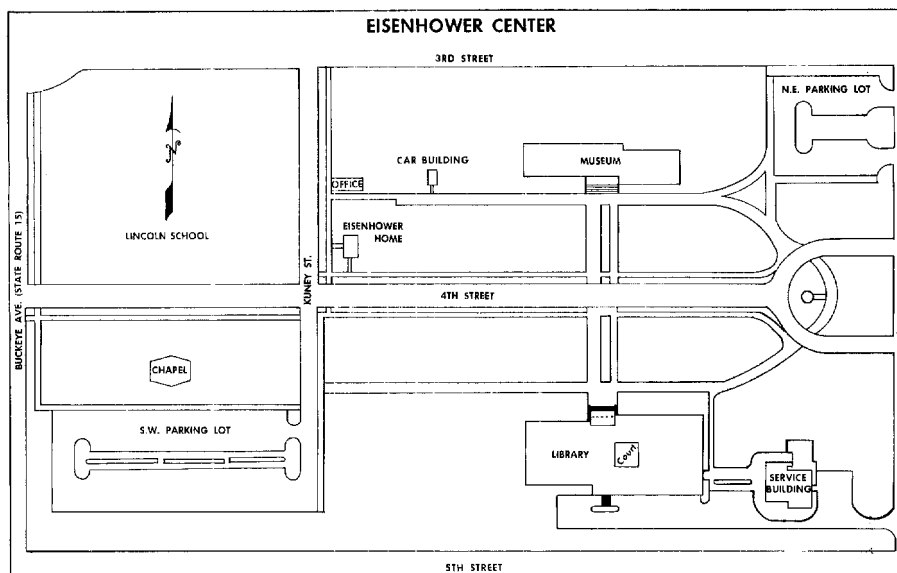 EISENHOWER CENTER
3RD STREET
N.E. PARKING LOT
N
CAR BUILDING
MUSEUM
OFFICE
LINCOLN SCHOOL
EISENHOWER
HOME
BUCKEYE AVE. (STATE ROUTE 15)
KUNEY ST.
4TH STREET
CHAPEL
S.W. PARKING LOT
LIBRARY
Court
SERVICE
BUILDING
5TH STREET